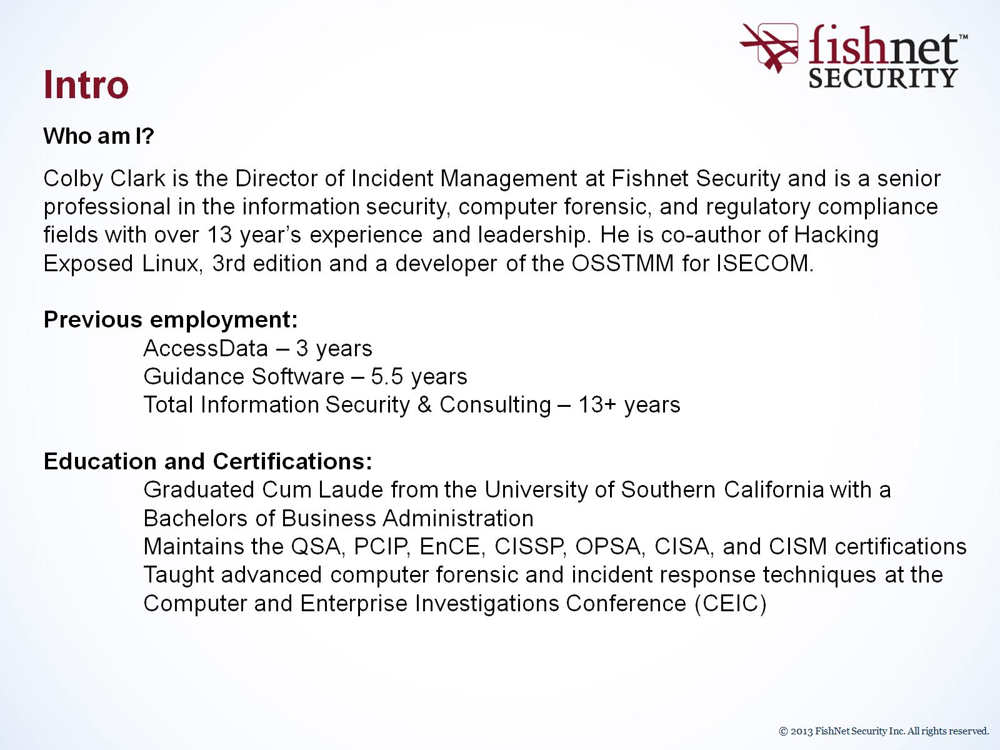 fishnet™
SECURITY
Intro
Who am I?
Colby Clark is the Director of Incident Management at Fishnet Security and is a senior
professional in the information security, computer forensic, and regulatory compliance
fields with over 13 year’s experience and leadership. He is co-author of Hacking
Exposed Linux, 3rd edition and a developer of the OSSTMM for ISECOM.
Previous employment:
AccessData – 3 years
Guidance Software – 5.5 years
Total Information Security & Consulting – 13+ years
Education and Certifications:
Graduated Cum Laude from the University of Southern California with a
Bachelors of Business Administration
Maintains the QSA, PCIP, EnCE, CISSP, OPSA, CISA, and CISM certifications
Taught advanced computer forensic and incident response techniques at the
Computer and Enterprise Investigations Conference (CEIC)
© 2013 FishNet Security Inc. All rights reserved.